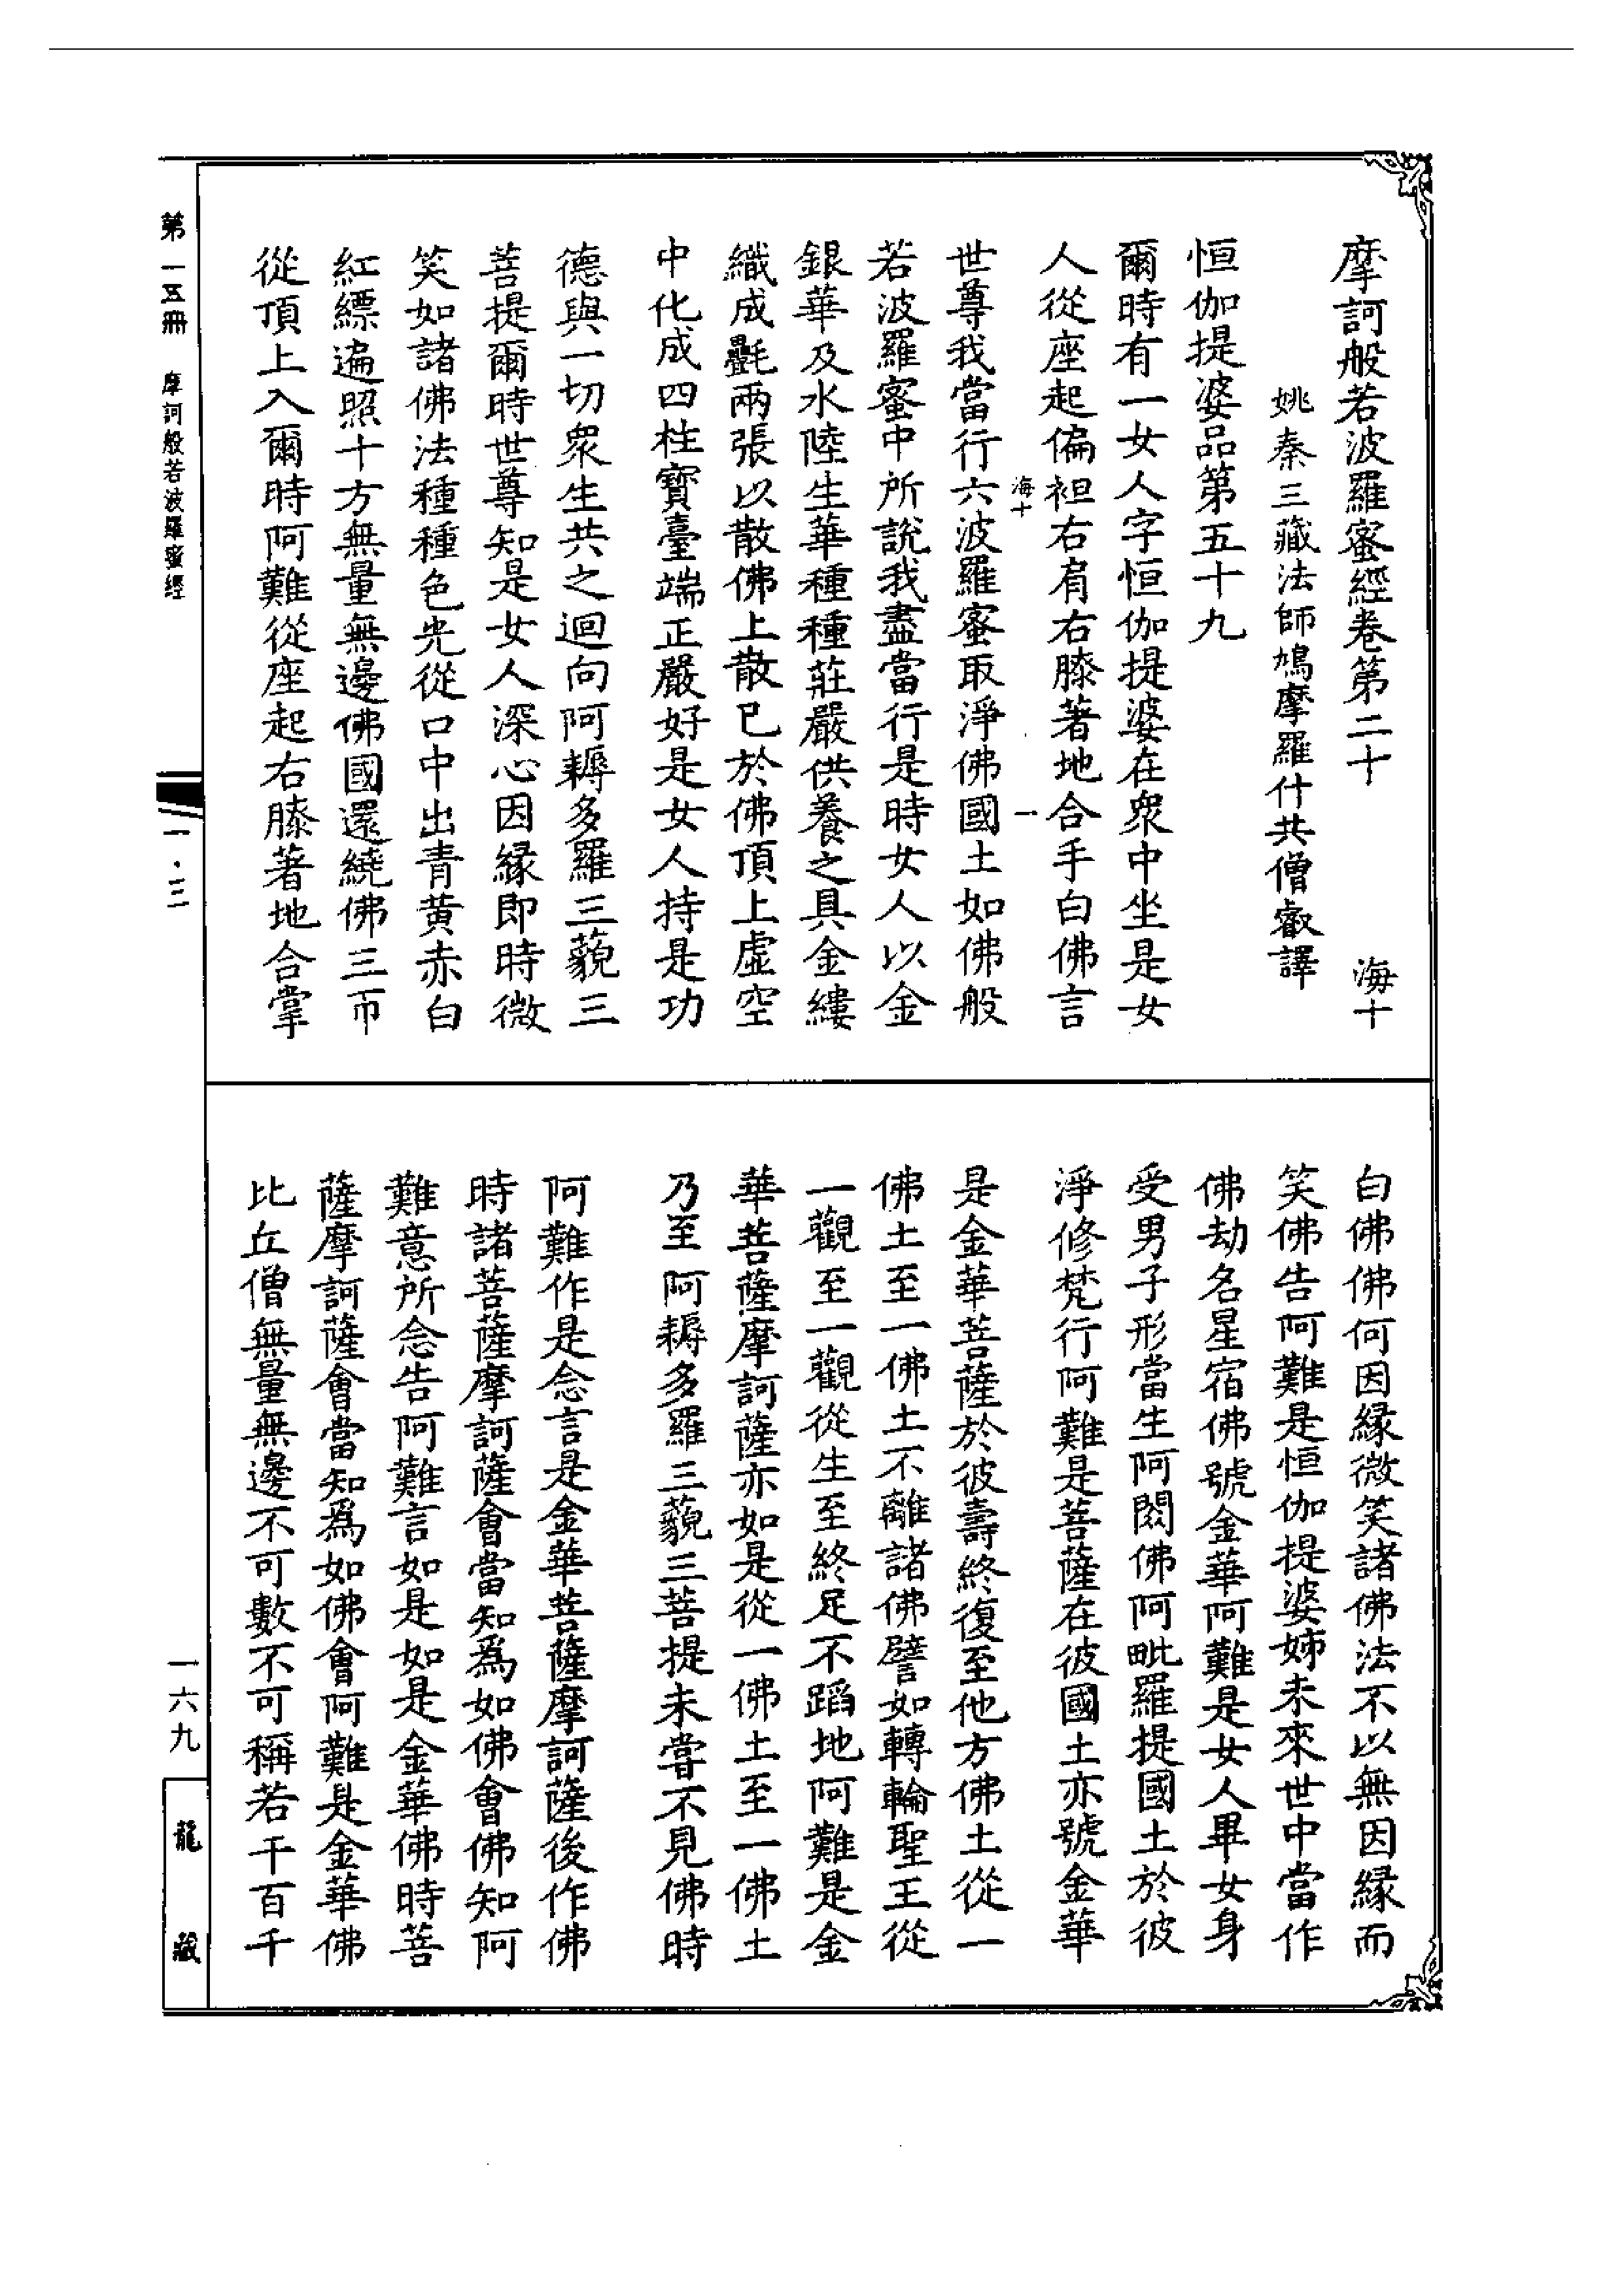 摩訶般若波羅蜜經卷第二十 海十
姚秦三藏法師鳩摩羅什共僧叡譯
恒伽提婆品第五十九
爾時有一女人字恒伽提婆在衆中坐是女
人從座起偏袒右肩右膝著地合手白佛言
海十 一
世尊我當行六波羅蜜取淨佛國土如佛般
若波羅蜜中所說我盡當行是時女人以金
銀華及水陸生華種種莊嚴供養之具金縷
織成氎兩張以散佛上散已於佛頂上虛空
中化成四柱寶臺端正嚴好是女人持是功
德與一切衆生共之迴向阿耨多羅三藐三
菩提爾時世尊知是女人深心因緣即時微
笑如諸佛法種種色光從口中出青黃赤白
紅縹遍照十方無量無邊佛國還繞佛三帀
從頂上入爾時阿難從座起右膝著地合掌
白佛佛何因緣微笑諸佛法不以無因緣而
笑佛告阿難是恒伽提婆姊未來世中當作
佛劫名星宿佛號金華阿難是女人畢女身
受男子形當生阿閦佛阿毗羅提國土於彼
淨修梵行阿難是菩薩在彼國土亦號金華
是金華菩薩於彼壽終復至他方佛土從一
佛土至一佛土不離諸佛譬如轉輪聖王從
一觀至一觀從生至終足不蹈地阿難是金
華菩薩摩訶薩亦如是從一佛土至一佛土
乃至阿耨多羅三藐三菩提未嘗不見佛時
阿難作是念言是金華菩薩摩訶薩後作佛
時諸菩薩摩訶薩會當知爲如佛會佛知阿
難意所念告阿難言如是如是金華佛時菩
薩摩訶薩會當知爲如佛會阿難是金華佛
比丘僧無量無邊不可數不可稱若干百千
第一五冊 摩訶般若波羅蜜經
一·三
一六九
龍藏